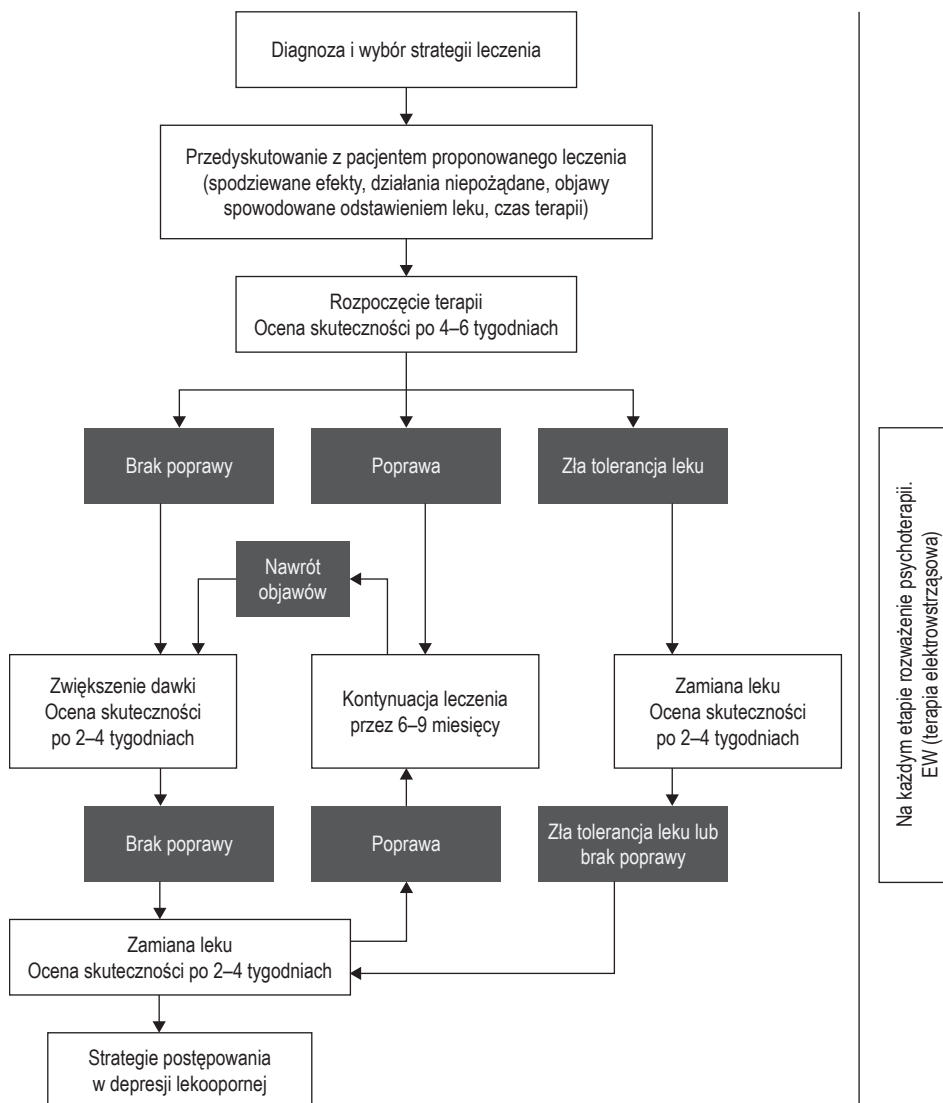 Diagnoza i wybór strategii leczenia
Przedyskutowanie z pacjentem proponowanego leczenia
(spodziewane efekty, działania niepożądane, objawy
spowodowane odstawieniem leku, czas terapii)
Rozpoczęcie terapii
Ocena skuteczności po 4–6 tygodniach
Brak poprawy
Poprawa
Zła tolerancja leku
Nawrót
objawów
Zwiększenie dawki
Ocena skuteczności
po 2–4 tygodniach
Kontynuacja leczenia
przez 6–9 miesięcy
Zamiana leku
Ocena skuteczności
po 2–4 tygodniach
Brak poprawy
Poprawa
Zła tolerancja leku lub
brak poprawy
Zamiana leku
Ocena skuteczności po 2–4 tygodniach
Strategie postępowania
w depresji lekoopornej
Na każdym etapie rozważenie psychoterapii.
EW (terapia elektrowstrząsowa)